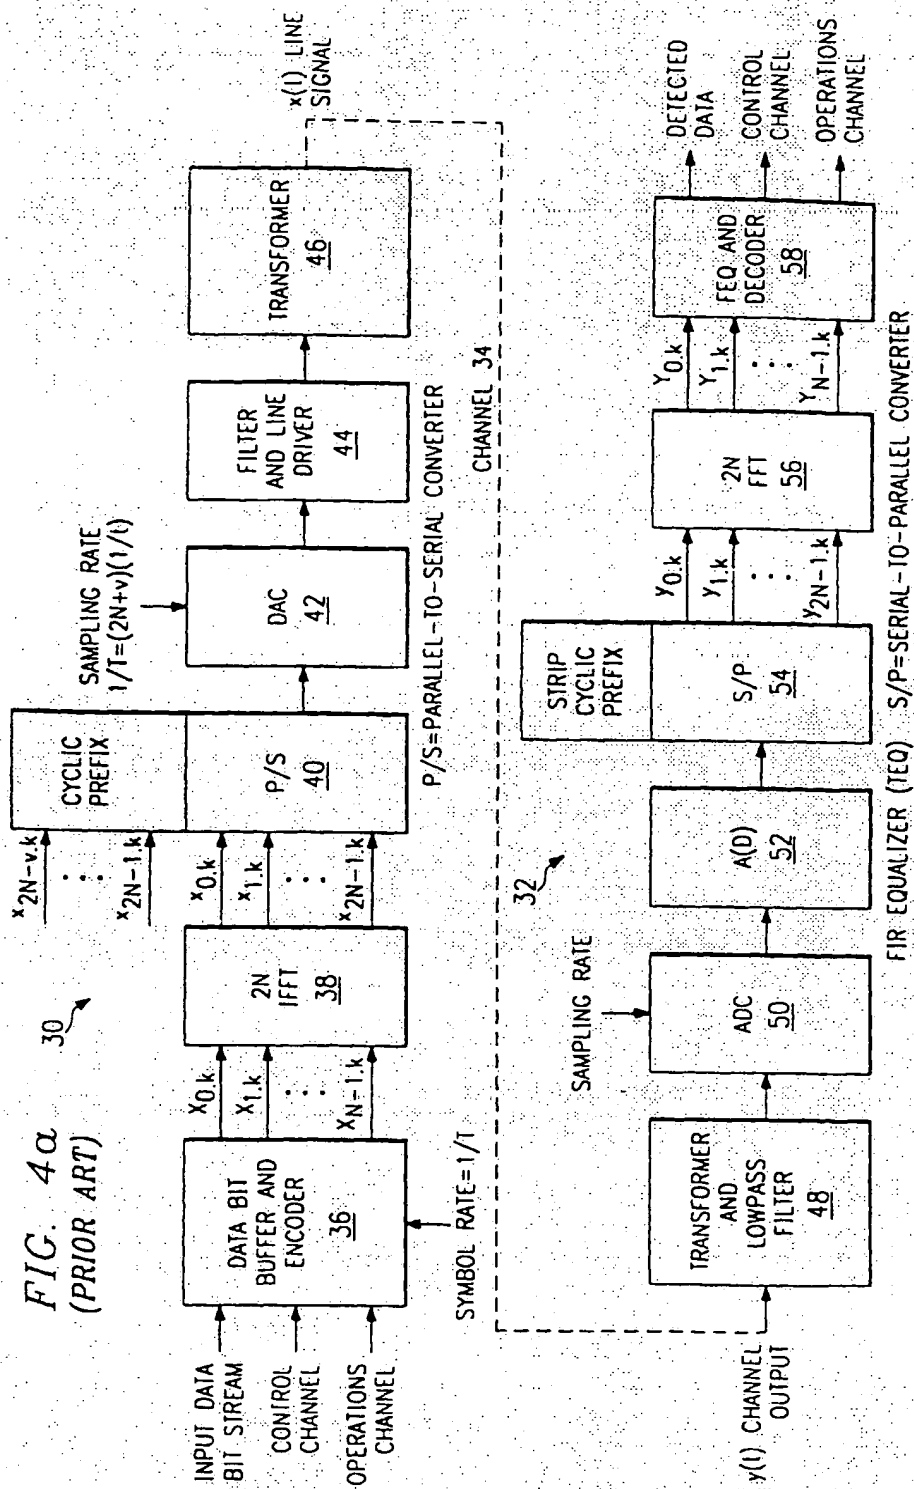 FIG. 4a
(PRIOR ART)
30
INPUT DATA
BIT STREAM
CONTROL
CHANNEL
OPERATIONS
CHANNEL
DATA BIT
BUFFER AND
ENCODER
36
SYMBOL RATE=1/T
X0.k
X1.k
XN-1.k
2N
IFFT
38
x2N-v.k
x2N-1.k
x0.k
x1.k
x2N-1.k
CYCLIC
PREFIX
P/S
40
SAMPLING RATE
1/T=(2N+v)(1/t)
DAC
42
FILTER
AND LINE
DRIVER
44
TRANSFORMER
46
x(t) LINE
SIGNAL
P/S=PARALLEL-TO-SERIAL CONVERTER
CHANNEL 34
y(t) CHANNEL
OUTPUT
TRANSFORMER
AND
LOWPASS
FILTER
48
SAMPLING RATE
ADC
50
32
A(D)
52
STRIP
CYCLIC
PREFIX
S/P
54
y0.k
y1.k
y2N-1.k
2N
FFT
56
Y0.k
Y1.k
YN-1.k
FEQ AND
DECODER
58
DETECTED
DATA
CONTROL
CHANNEL
OPERATIONS
CHANNEL
FIR EQUALIZER (TEQ) S/P=SERIAL-TO-PARALLEL CONVERTER